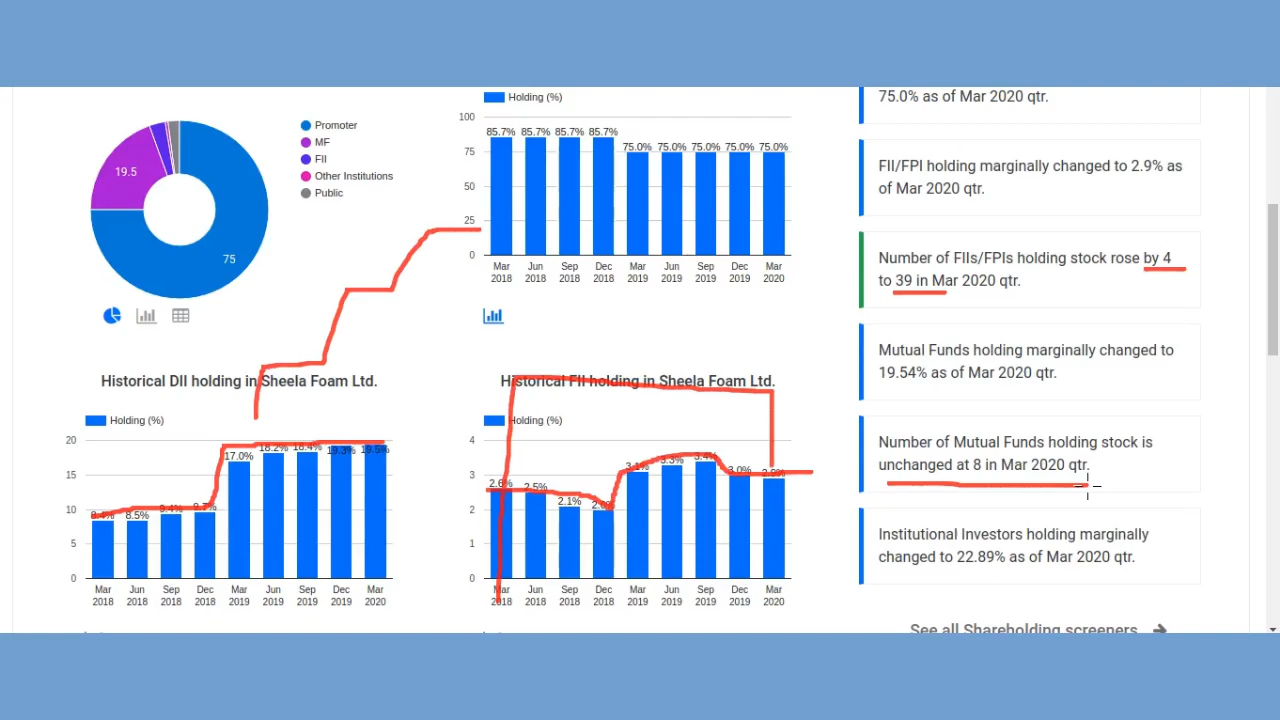 Promoter
MF
FII
Other Institutions
Public
19.5
75
Holding (%)
100
75
50
25
0
85.7% 85.7% 85.7% 85.7% 75.0% 75.0% 75.0% 75.0% 75.0%
Mar Jun Sep Dec Mar Jun Sep Dec Mar
2018 2018 2018 2018 2019 2019 2019 2019 2020
Historical DII holding in Sheela Foam Ltd.
Holding (%)
20
15
10
5
0
8.4% 8.5% 9.4% 9.7% 17.0% 18.2% 18.4% 19.3% 19.5%
Mar Jun Sep Dec Mar Jun Sep Dec Mar
2018 2018 2018 2018 2019 2019 2019 2019 2020
Historical FII holding in Sheela Foam Ltd.
Holding (%)
4
3
2
1
0
2.6% 2.5% 2.1% 3.1% 3.3% 3.4% 3.0% 2.9%
Mar Jun Sep Dec Mar Jun Sep Dec Mar
2018 2018 2018 2018 2019 2019 2019 2019 2020
75.0% as of Mar 2020 qtr.
FII/FPI holding marginally changed to 2.9% as
of Mar 2020 qtr.
Number of FIIs/FPIs holding stock rose by 4
to 39 in Mar 2020 qtr.
Mutual Funds holding marginally changed to
19.54% as of Mar 2020 qtr.
Number of Mutual Funds holding stock is
unchanged at 8 in Mar 2020 qtr.
Institutional Investors holding marginally
changed to 22.89% as of Mar 2020 qtr.
See all Shareholding screeners